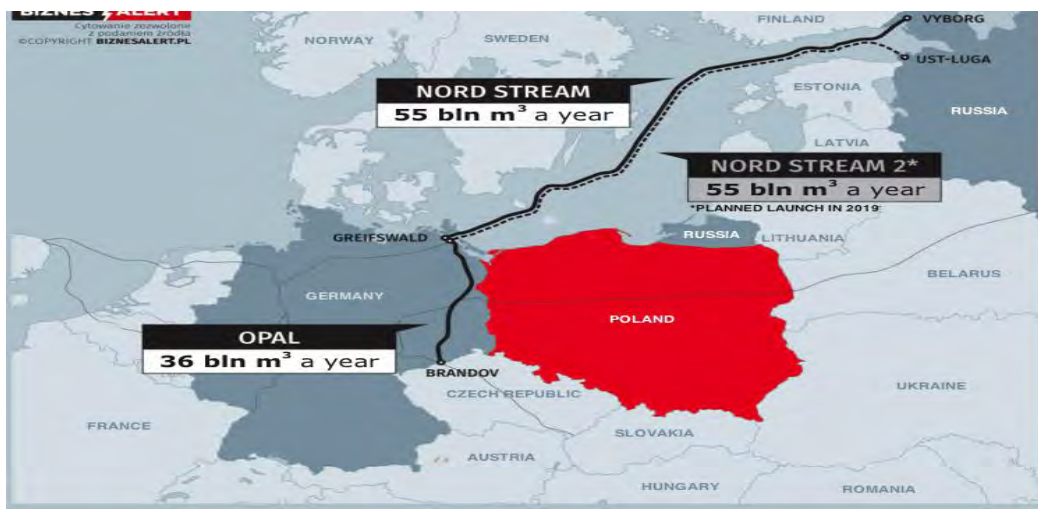 BIZNES ALERT
Cytowanie zezwolone
z podaniem źródła
©COPYRIGHT BIZNESALERT.PL
NORWAY
SWEDEN
FINLAND
VYBORG
UST-LUGA
NORD STREAM
55 bln m³ a year
ESTONIA
RUSSIA
LATVIA
NORD STREAM 2*
55 bln m³ a year
*PLANNED LAUNCH IN 2019
GREIFSWALD
RUSSIA
LITHUANIA
BELARUS
GERMANY
POLAND
OPAL
36 bln m³ a year
BRANDOV
CZECH REPUBLIC
UKRAINE
FRANCE
SLOVAKIA
AUSTRIA
HUNGARY
ROMANIA